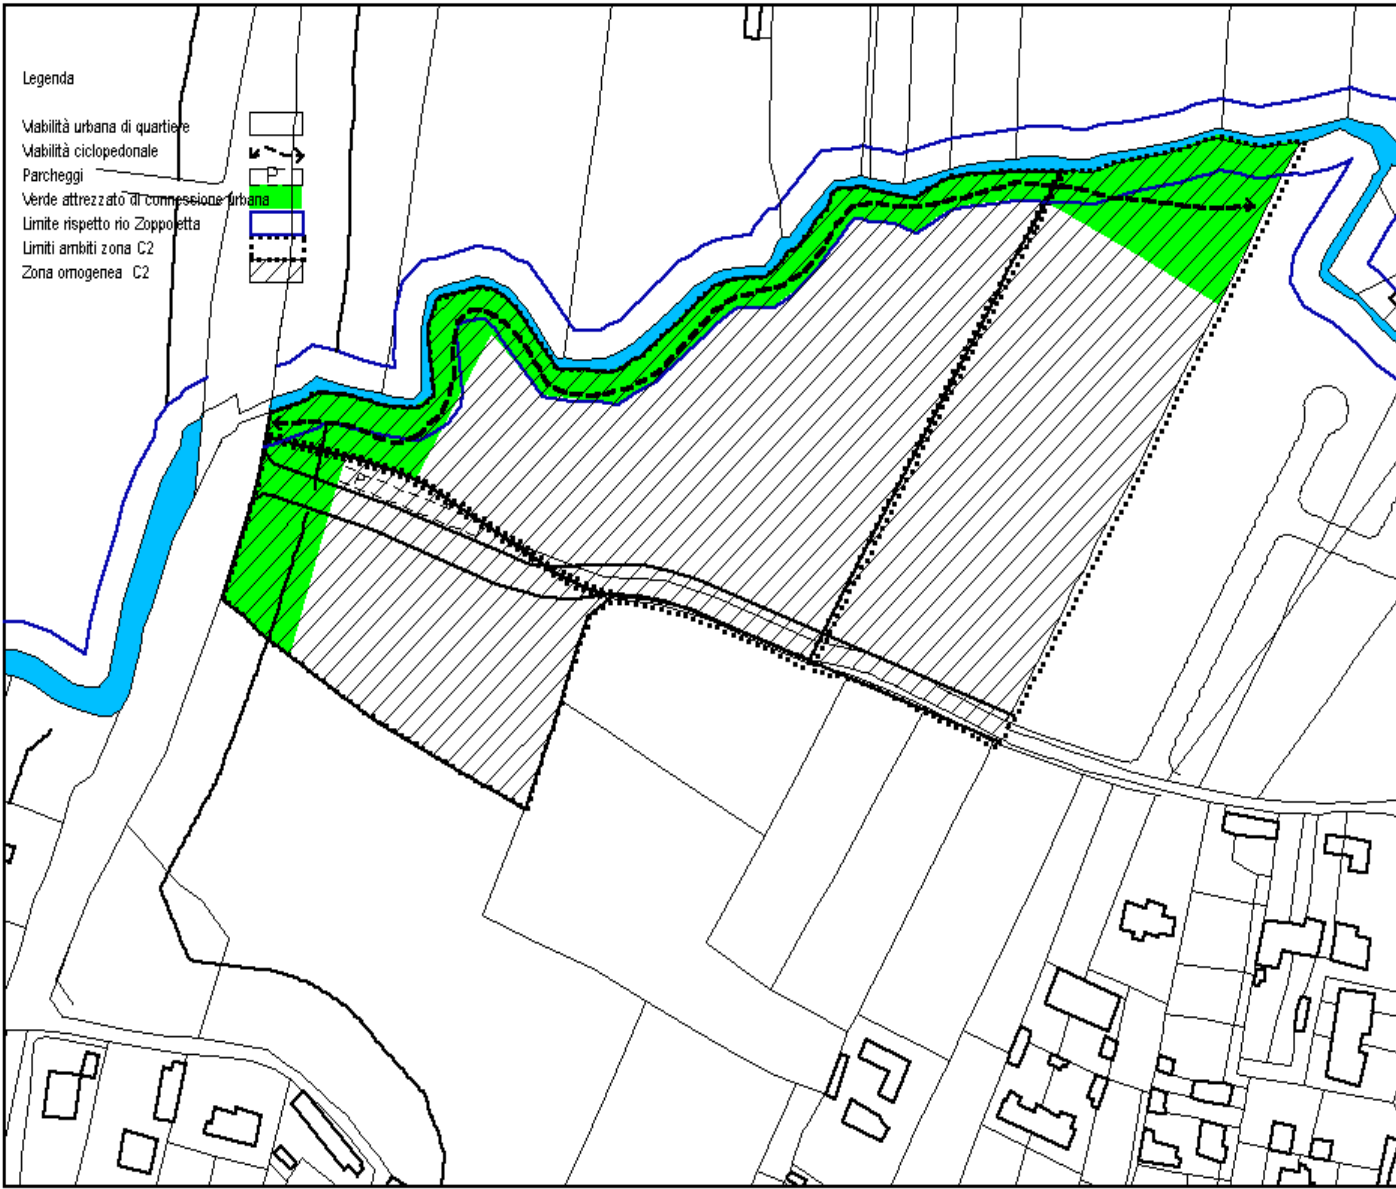 Legenda
Viabilità urbana di quartiere
Viabilità ciclopedonale
Parcheggi
P
Verde attrezzato di connessione urbana
Limite rispetto rio Zoppoletta
Limiti ambiti zona C2
Zona omogenea C2
P